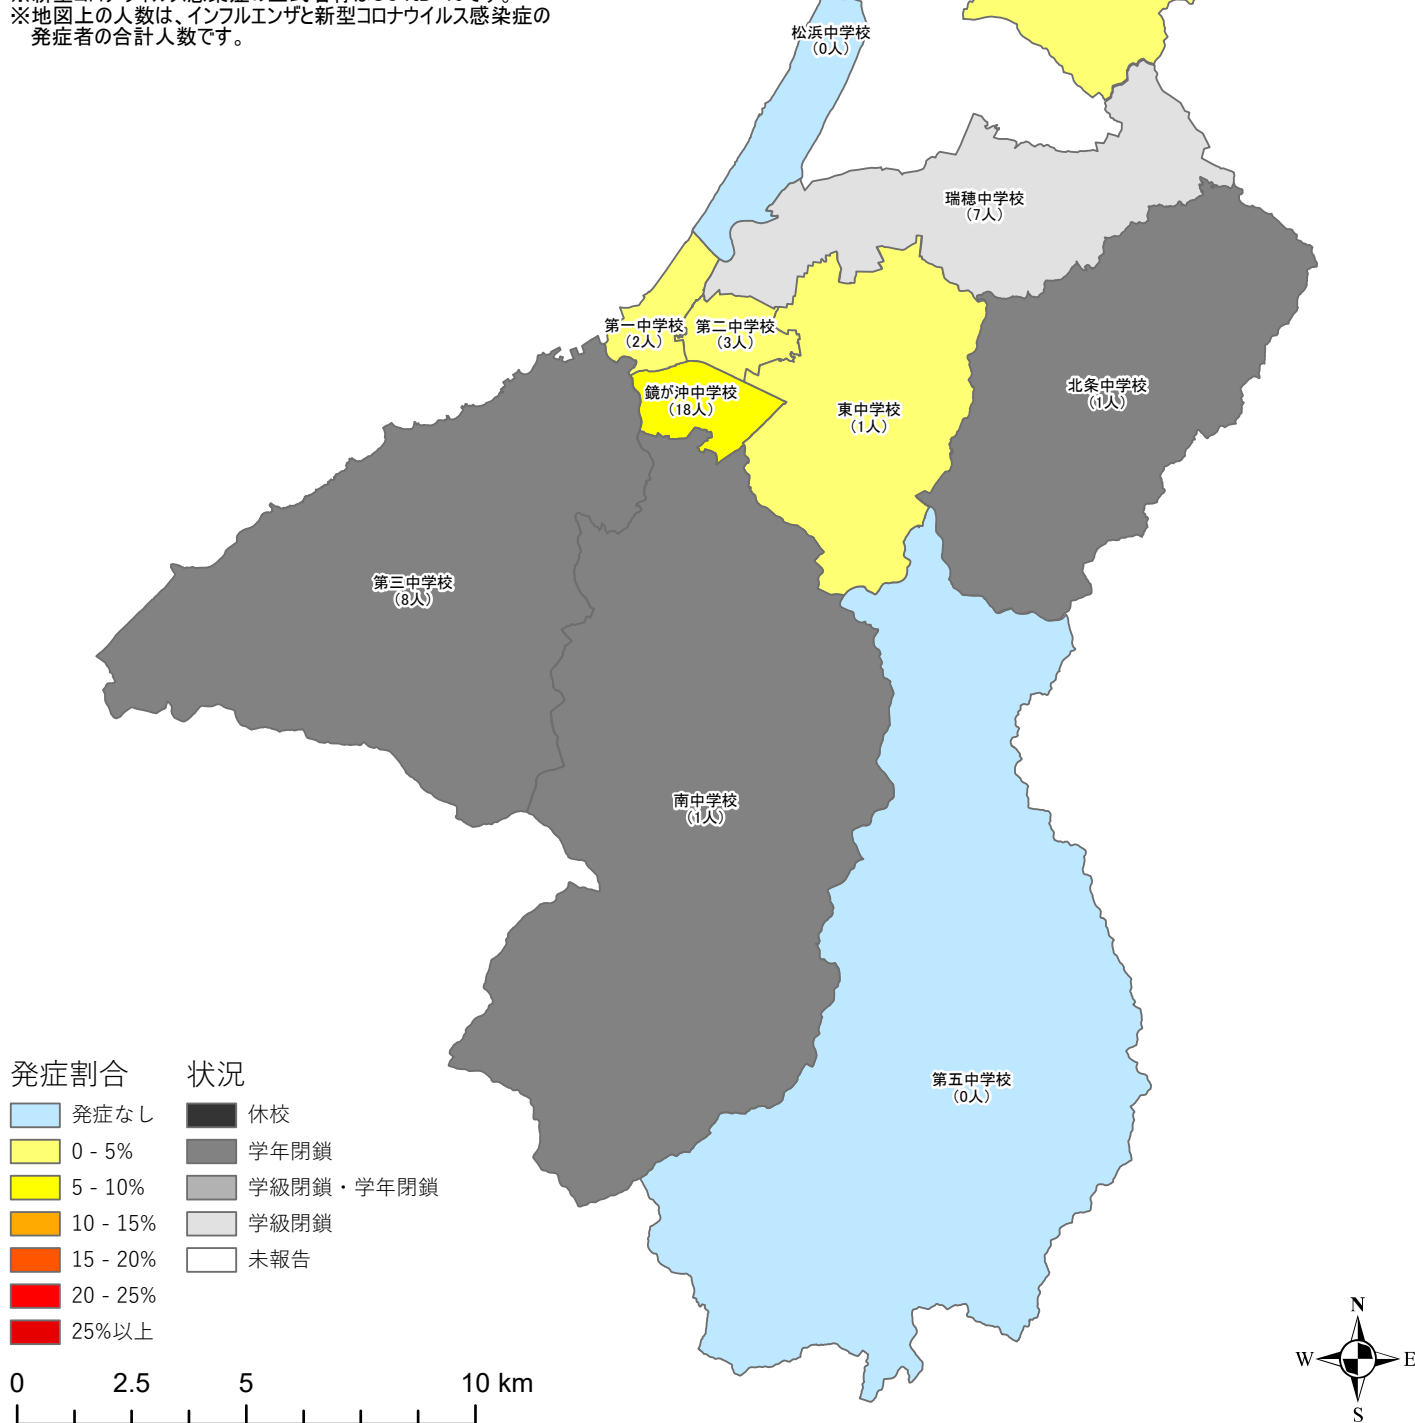 ※地図上の人数は、インフルエンザと新型コロナウイルス感染症の
発症者の合計人数です。
松浜中学校
（0人）
瑞穂中学校
（7人）
第一中学校
（2人）
第二中学校
（3人）
鏡が沖中学校
（18人）
東中学校
（1人）
北条中学校
（1人）
第三中学校
（8人）
南中学校
（1人）
第五中学校
（0人）
発症割合
発症なし
0 - 5%
5 - 10%
10 - 15%
15 - 20%
20 - 25%
25%以上
状況
休校
学年閉鎖
学級閉鎖・学年閉鎖
学級閉鎖
未報告
0 2.5 5 10 km
N
W E
S